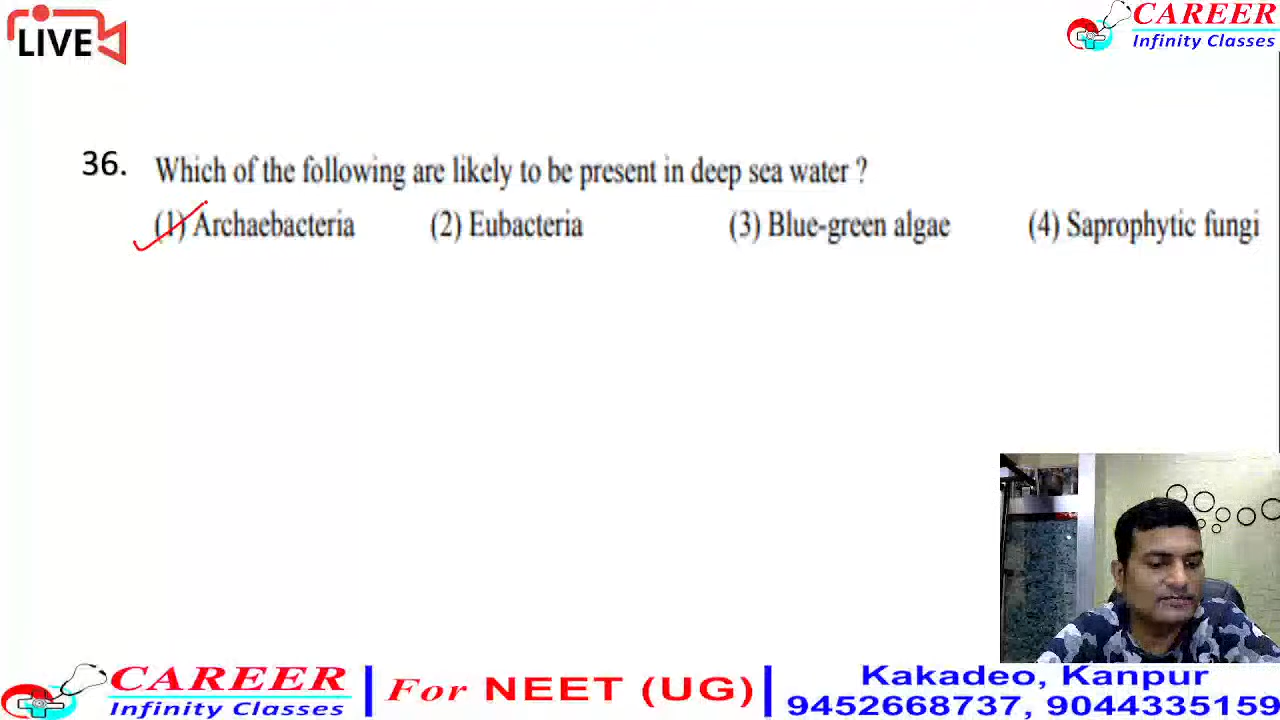 LIVE
CAREER
Infinity Classes
36. Which of the following are likely to be present in deep sea water ?
(1) Archaebacteria (2) Eubacteria (3) Blue-green algae (4) Saprophytic fungi
CAREER
Infinity Classes
For NEET (UG)
Kakadeo, Kanpur
9452668737, 9044335159